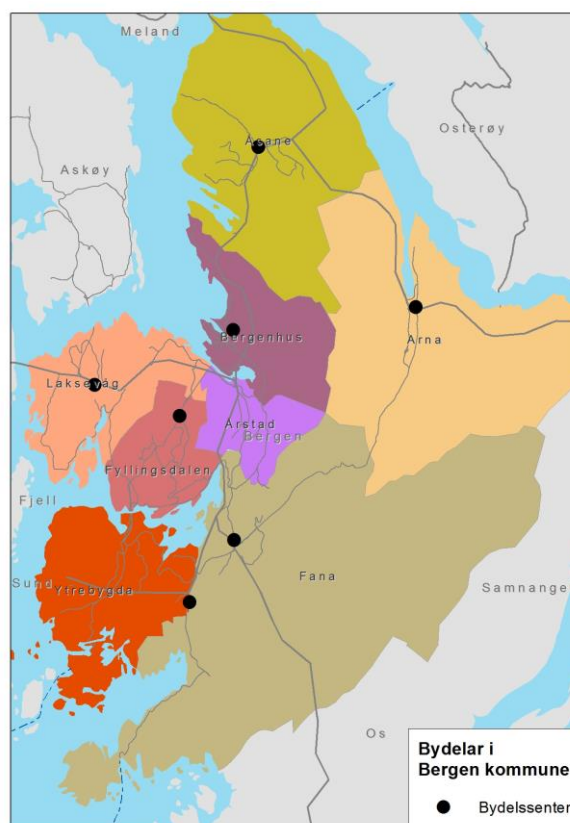 Meland
Åsane
Osterøy
Askøy
Bergenhus
Arna
Laksevåg
Årstad
Bergen
Fyllingsdalen
Fjell
Fana
Sund
Ytrebygda
Samnange
Os
Bydelar i
Bergen kommune
Bydelssenter